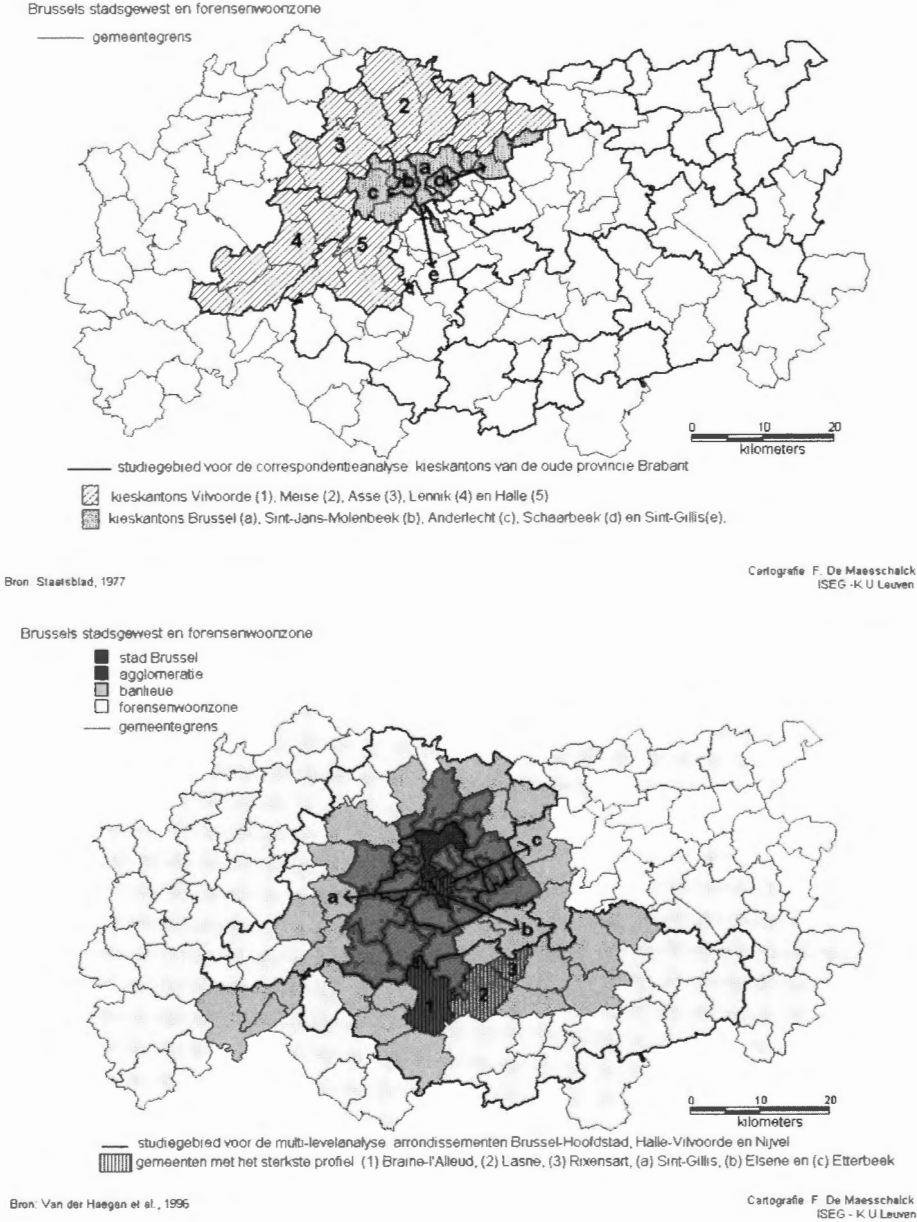 Brussels stadsgewest en forensenwoonzone
gemeentegrens
1
2
3
a
b
d
c
4
5
e
0 10 20
kilometers
studiegebied voor de correspondentieanalyse kieskantons van de oude provincie Brabant
kieskantons Vilvoorde (1), Meise (2), Asse (3), Lennik (4) en Halle (5)
kieskantons Brussel (a), Sint-Jans-Molenbeek (b), Anderlecht (c), Schaarbeek (d) en Sint-Gillis(e).
Bron Staatsblad, 1977
Cartografie F. De Maesschalck
ISEG -K U Leuven
Brussels stadsgewest en forensenwoonzone
stad Brussel
agglomeratie
banlieue
forensenwoonzone
gemeentegrens
c
a
b
3
1
2
0 10 20
kilometers
studiegebied voor de multi-levelanalyse arrondissementen Brussel-Hoofdstad, Halle-Vilvoorde en Nijvel
gemeenten met het sterkste profiel (1) Braine-l'Alleud, (2) Lasne, (3) Rixensart, (a) Sint-Gillis, (b) Elsene en (c) Etterbeek
Bron: Van der Haegen et al., 1996
Cartografie F De Maesschalck
ISEG - K U Leuven